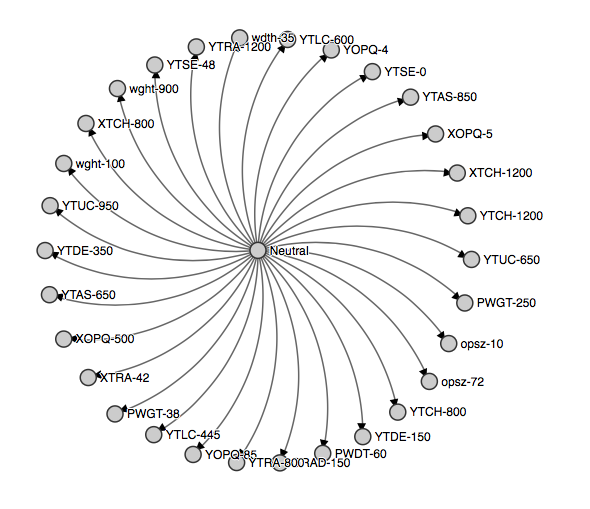 wdth-35
YTLC-600
YTRA-1200
YOPQ-4
YTSE-48
YTSE-0
wght-900
YTAS-850
XTCH-800
XOPQ-5
wght-100
XTCH-1200
YTUC-950
YTCH-1200
YTDE-350
Neutral
YTUC-650
YTAS-650
PWGT-250
XOPQ-500
opsz-10
XTRA-42
opsz-72
PWGT-38
YTCH-800
YTLC-445
YTDE-150
YOPQ-85
PWDT-60
YTRA-800
RAD-150